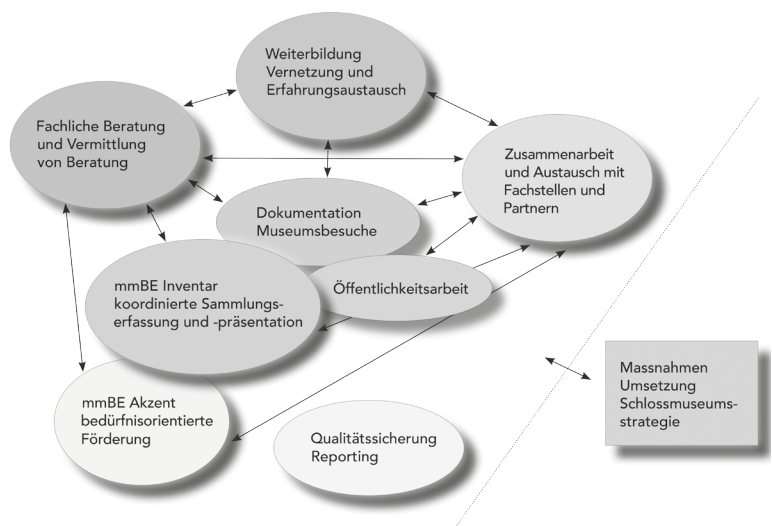 Weiterbildung
Vernetzung und
Erfahrungsaustausch
Fachliche Beratung
und Vermittlung
von Beratung
Zusammenarbeit
und Austausch mit
Fachstellen und
Partnern
Dokumentation
Museumsbesuche
mmBE Inventar
koordinierte Sammlungs-
erfassung und -präsentation
Öffentlichkeitsarbeit
mmBE Akzent
bedürfnisorientierte
Förderung
Qualitätssicherung
Reporting
Massnahmen
Umsetzung
Schlossmuseums-
strategie